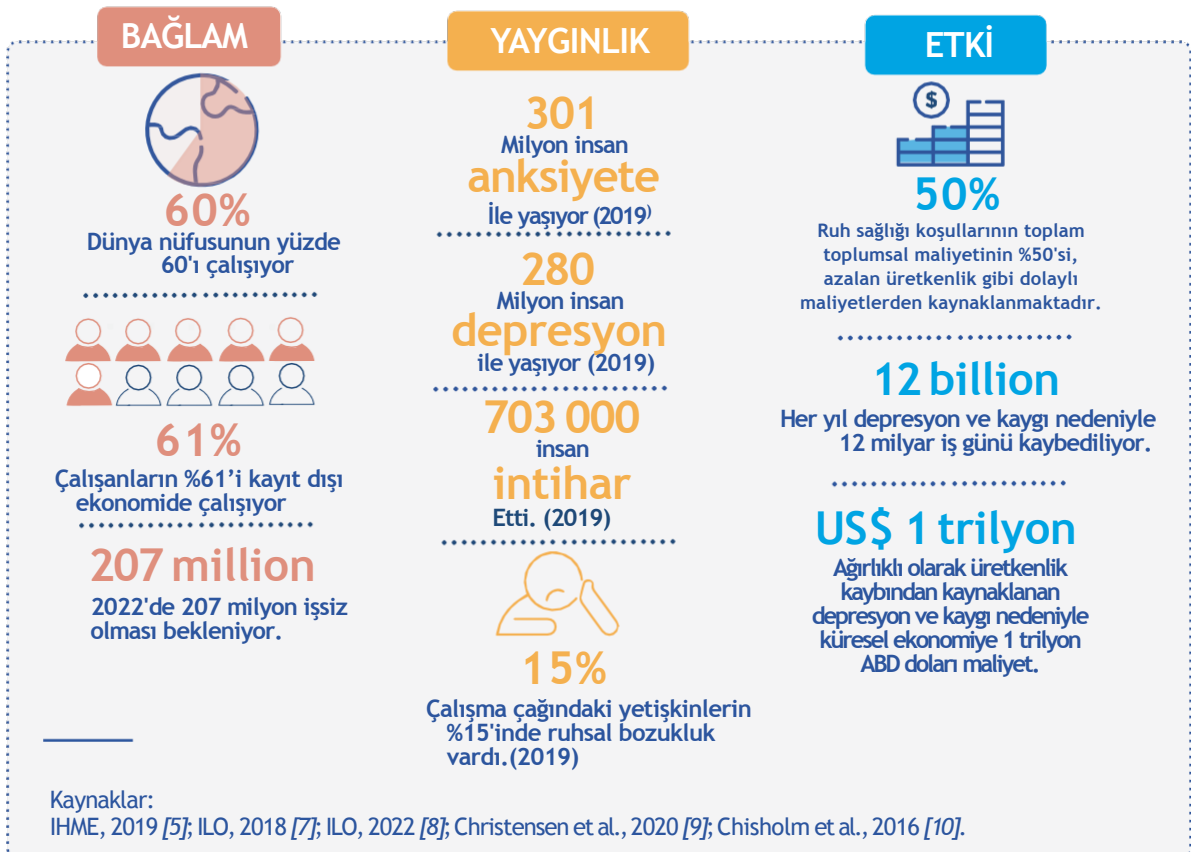 BAĞLAM
60%
Dünya nüfusunun yüzde
60'ı çalışıyor
61%
Çalışanların %61’i kayıt dışı
ekonomide çalışıyor
207 million
2022'de 207 milyon işsiz
olması bekleniyor.
YAYGINLIK
301
Milyon insan
anksiyete
İle yaşıyor (2019)
280
Milyon insan
depresyon
ile yaşıyor (2019)
703 000
insan
intihar
Etti. (2019)
15%
Çalışma çağındaki yetişkinlerin
%15'inde ruhsal bozukluk
vardı.(2019)
ETKİ
$
50%
Ruh sağlığı koşullarının toplam
toplumsal maliyetinin %50'si,
azalan üretkenlik gibi dolaylı
maliyetlerden kaynaklanmaktadır.
12 billion
Her yıl depresyon ve kaygı nedeniyle
12 milyar iş günü kaybediliyor.
US$ 1 trilyon
Ağırlıklı olarak üretkenlik
kaybından kaynaklanan
depresyon ve kaygı nedeniyle
küresel ekonomiye 1 trilyon
ABD doları maliyet.
Kaynaklar:
IHME, 2019 [5]; ILO, 2018 [7]; ILO, 2022 [8]; Christensen et al., 2020 [9]; Chisholm et al., 2016 [10].